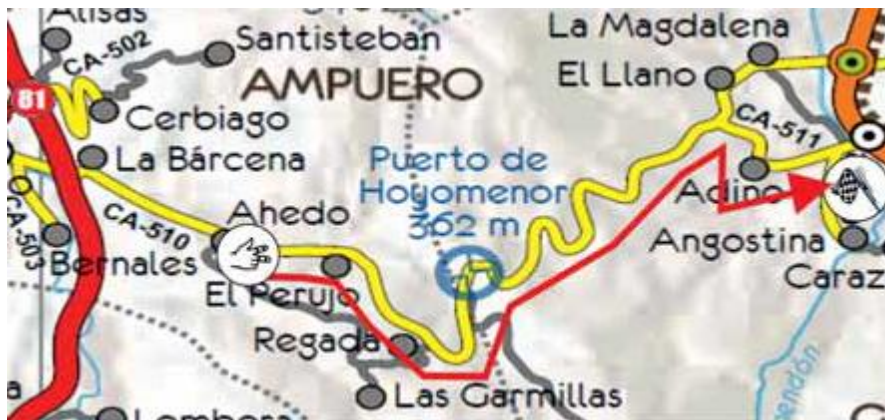 Alisas
CA-502
Santisteban
La Magdalena
El Llano
81
AMPUERO
Cerbiago
CA-511
La Bárcena
Puerto de
Hoyomenor
362 m
Adino
CA-510
Ahedo
CA-503
Bernales
Angostina
El Perujo
Caraz
Regada
Las Garmillas